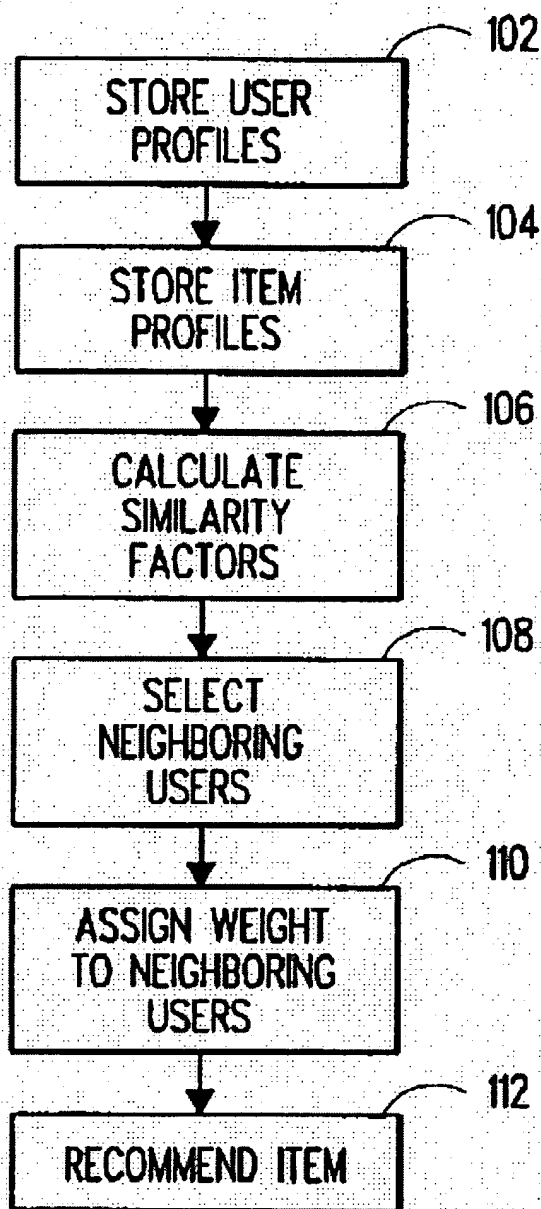 102
STORE USER
PROFILES
104
STORE ITEM
PROFILES
106
CALCULATE
SIMILARITY
FACTORS
108
SELECT
NEIGHBORING
USERS
110
ASSIGN WEIGHT
TO NEIGHBORING
USERS
112
RECOMMEND ITEM